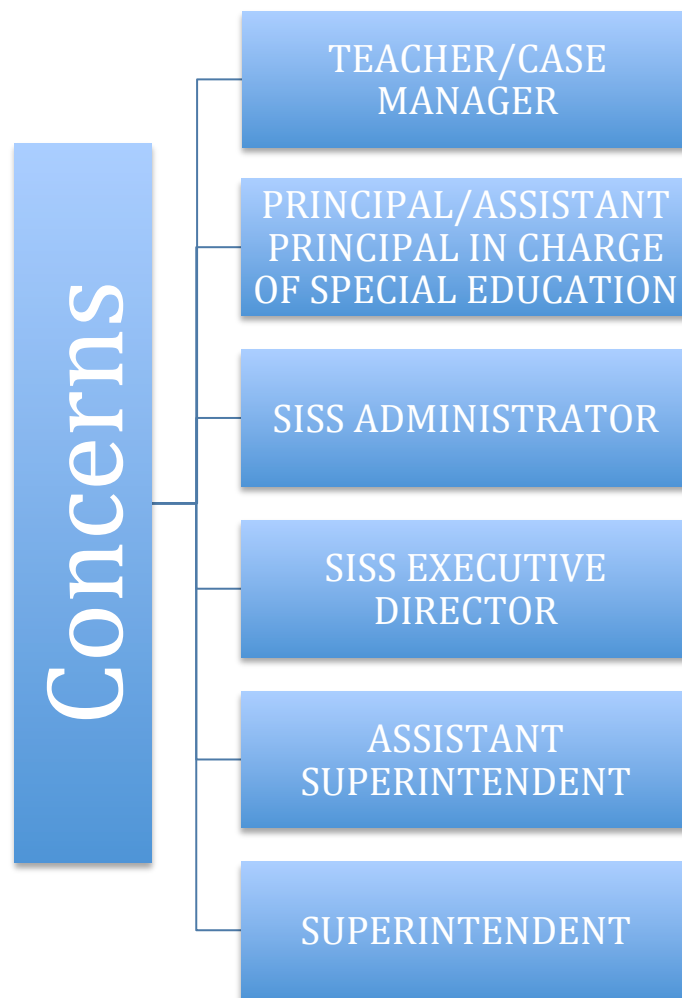 Concerns
TEACHER/CASE
MANAGER
PRINCIPAL/ASSISTANT
PRINCIPAL IN CHARGE
OF SPECIAL EDUCATION
SISS ADMINISTRATOR
SISS EXECUTIVE
DIRECTOR
ASSISTANT
SUPERINTENDENT
SUPERINTENDENT